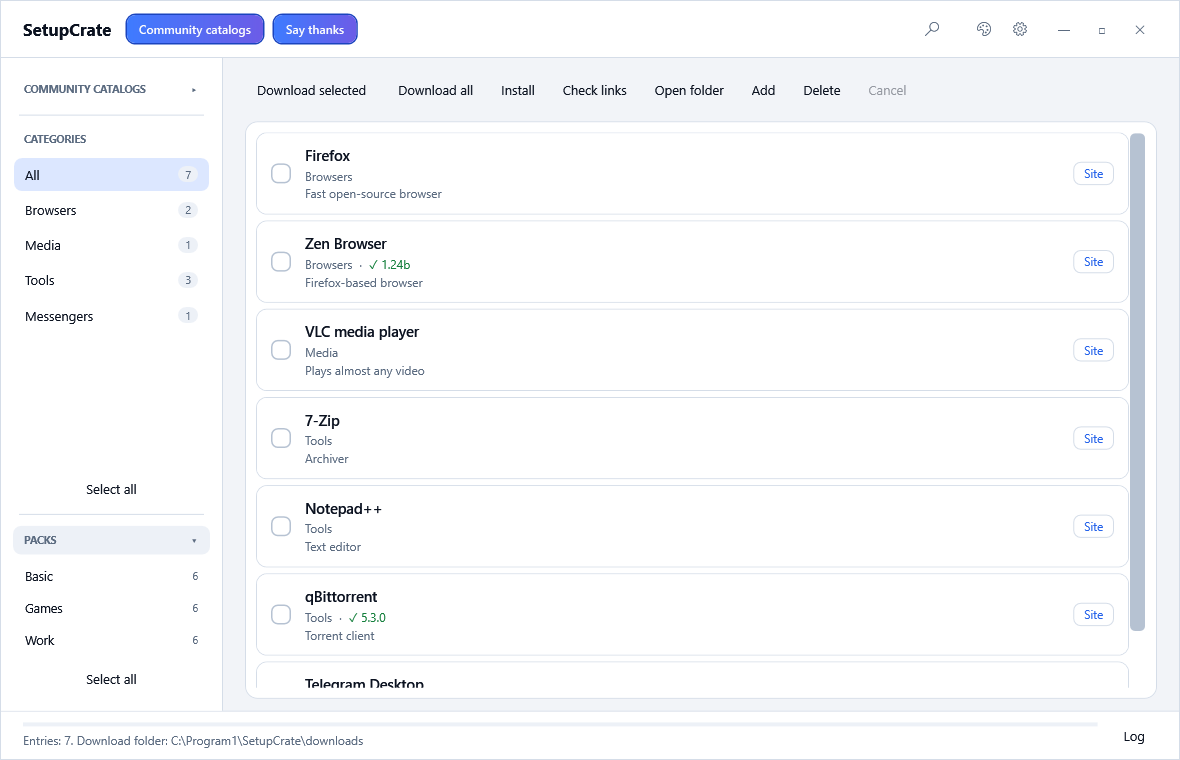 SetupCrate Community catalogs Say thanks
COMMUNITY CATALOGS ▸
CATEGORIES
All 7
Browsers 2
Media 1
Tools 3
Messengers 1
Select all
PACKS ▾
Basic 6
Games 6
Work 6
Select all
Download selected Download all Install Check links Open folder Add Delete Cancel
Firefox
Browsers
Fast open-source browser
Site
Zen Browser
Browsers · ✓ 1.24b
Firefox-based browser
Site
VLC media player
Media
Plays almost any video
Site
7-Zip
Tools
Archiver
Site
Notepad++
Tools
Text editor
Site
qBittorrent
Tools · ✓ 5.3.0
Torrent client
Site
Telegram Desktop
Entries: 7. Download folder: C:\Program1\SetupCrate\downloads
Log